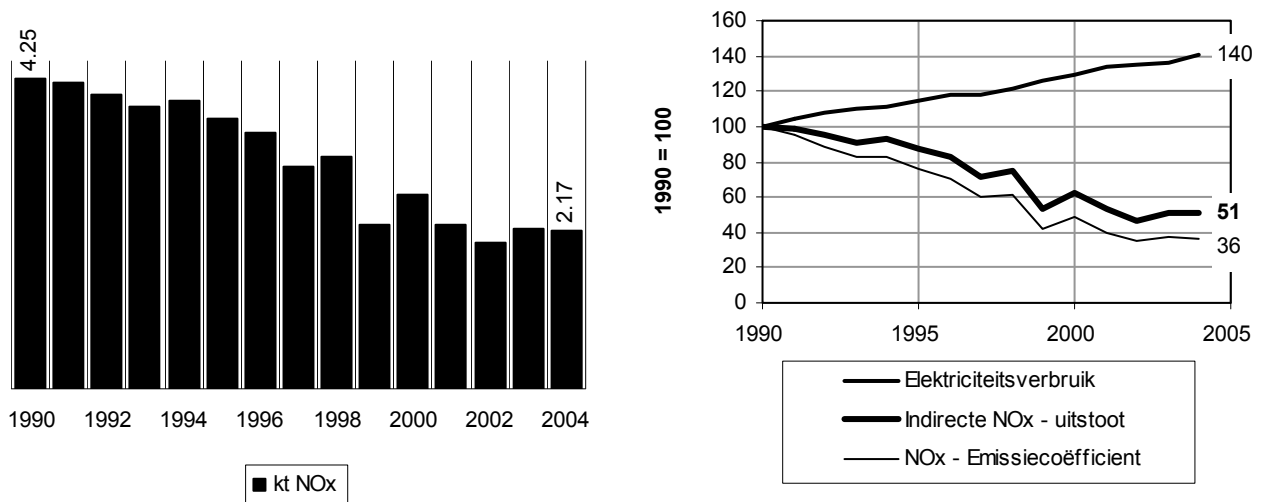 4.25
2.17
1990 1992 1994 1996 1998 2000 2002 2004
kt NOx
1990 = 100
160
140
120
100
80
60
40
20
0
140
51
36
1990 1995 2000 2005
Elektriciteitsverbruik
Indirecte NOx - uitstoot
NOx - Emissiecoëfficient